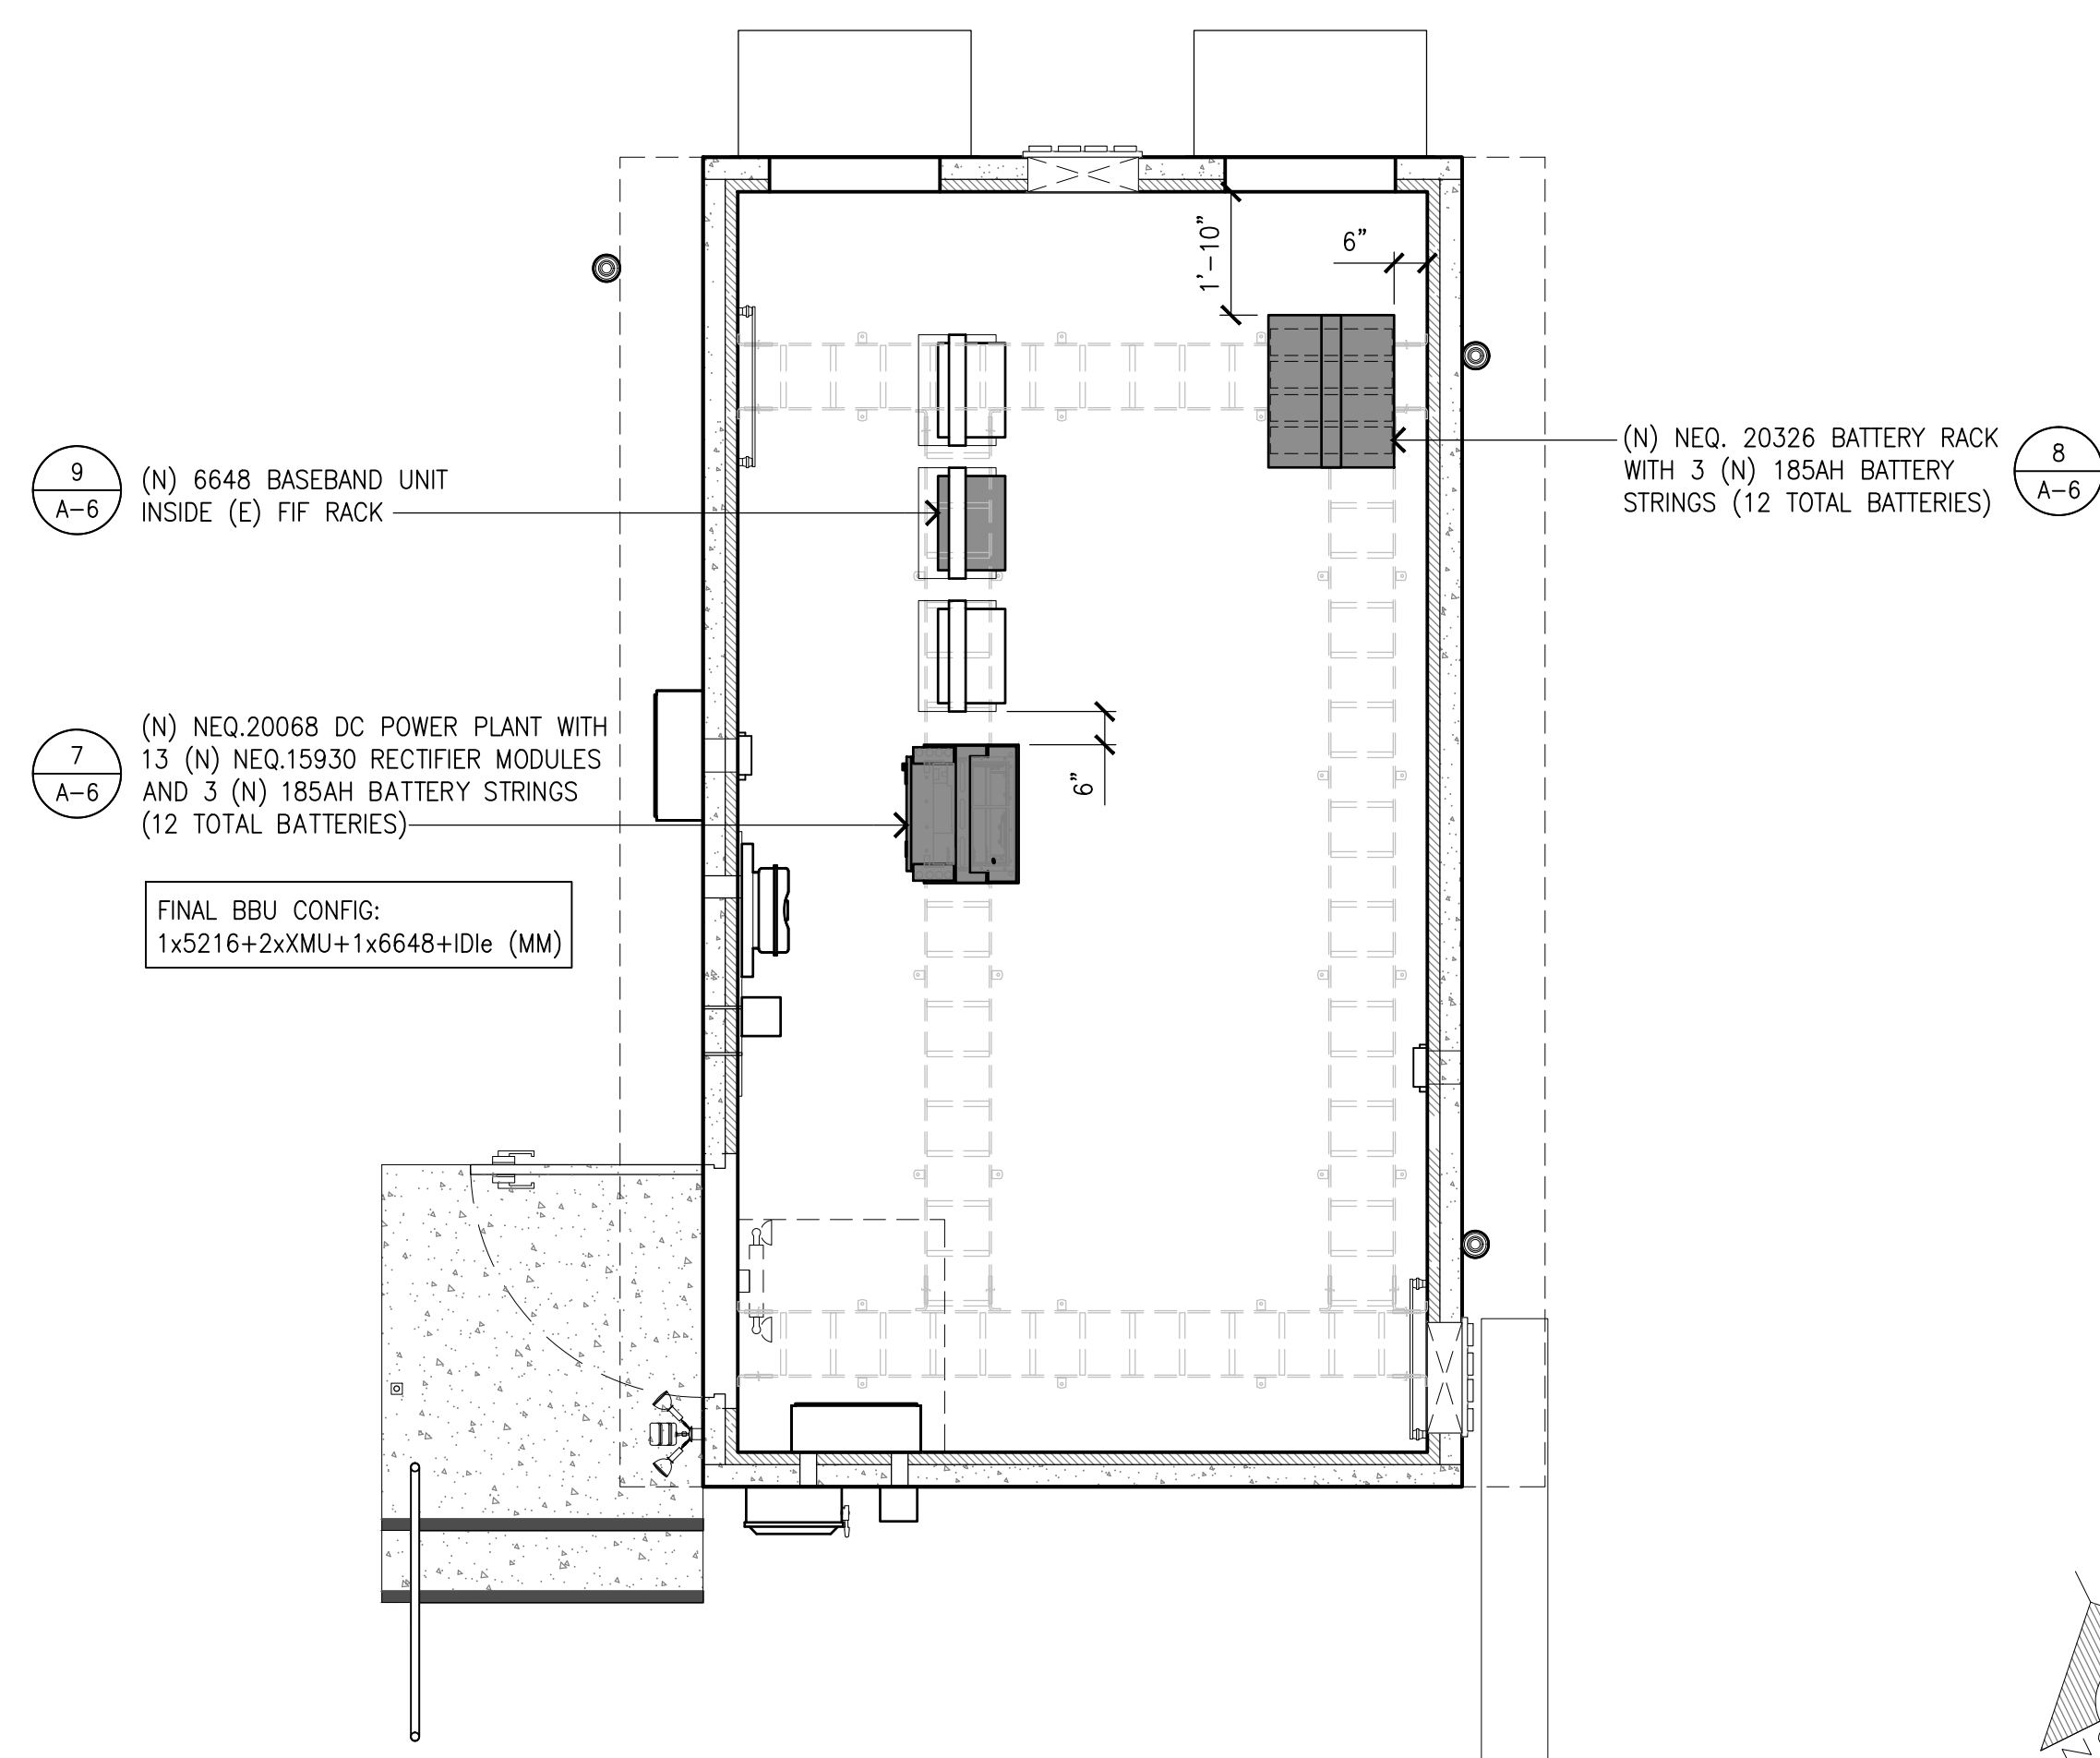 1'-10"
6"
9
A-6
(N) 6648 BASEBAND UNIT
INSIDE (E) FIF RACK
(N) NEQ. 20326 BATTERY RACK
WITH 3 (N) 185AH BATTERY
STRINGS (12 TOTAL BATTERIES)
8
A-6
7
A-6
(N) NEQ.20068 DC POWER PLANT WITH
13 (N) NEQ.15930 RECTIFIER MODULES
AND 3 (N) 185AH BATTERY STRINGS
(12 TOTAL BATTERIES)
6"
FINAL BBU CONFIG:
1x5216+2xXMU+1x6648+IDle (MM)